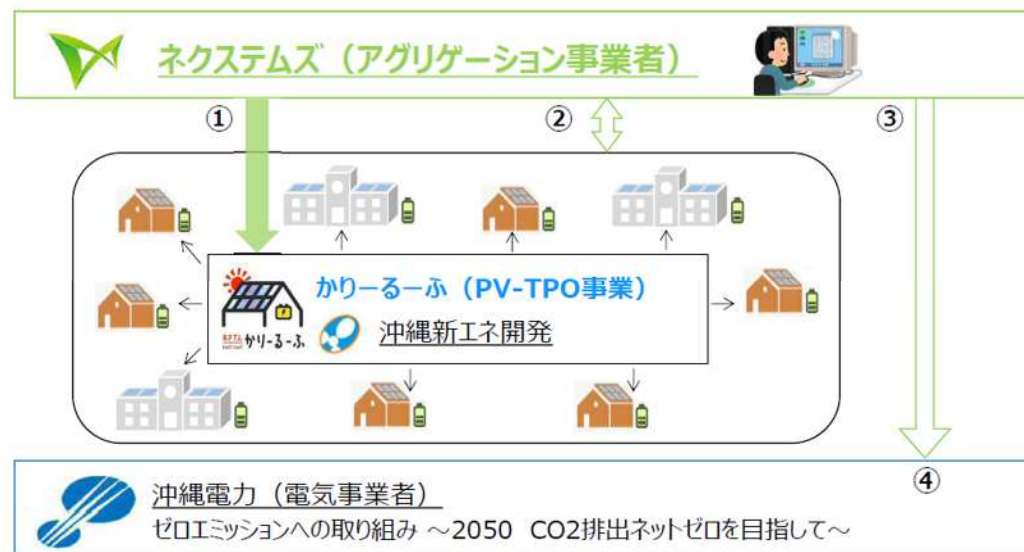 ネクステムズ（アグリゲーション事業者）
①
②
③
かりーるーふ（PV-TPO事業）
かりーるーふ
沖縄新エネ開発
④
沖縄電力（電気事業者）
ゼロエミッションへの取り組み ～2050 CO2排出ネットゼロを目指して～